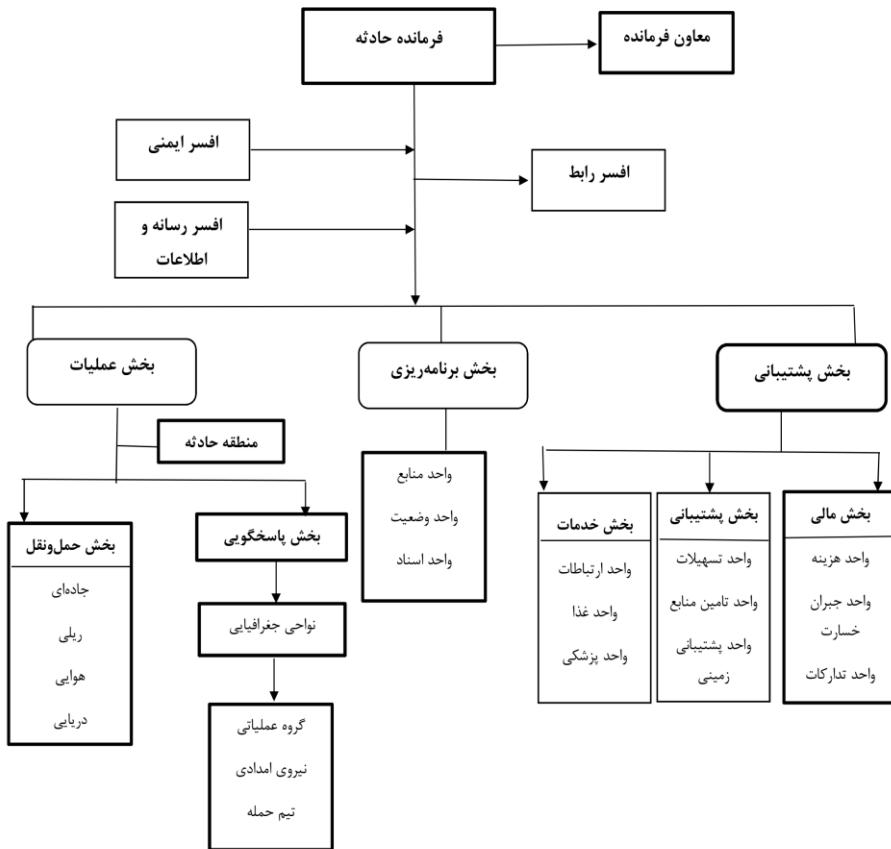 فرمانده حادثه
معاون فرمانده
افسر ایمنی
افسر رابط
افسر رسانه و
اطلاعات
بخش پشتیبانی
بخش برنامه‌ریزی
بخش عملیات
منطقه حادثه
بخش مالی
واحد هزینه
واحد جبران
خسارت
واحد تدارکات
بخش پشتیبانی
واحد تسهیلات
واحد تامین منابع
واحد پشتیبانی
زمینی
بخش خدمات
واحد ارتباطات
واحد غذا
واحد پزشکی
واحد منابع
واحد وضعیت
واحد اسناد
بخش پاسخگویی
نواحی جغرافیایی
گروه عملیاتی
نیروی امدادی
تیم حمله
بخش حمل‌ونقل
جاده‌ای
ریلی
هوایی
دریایی